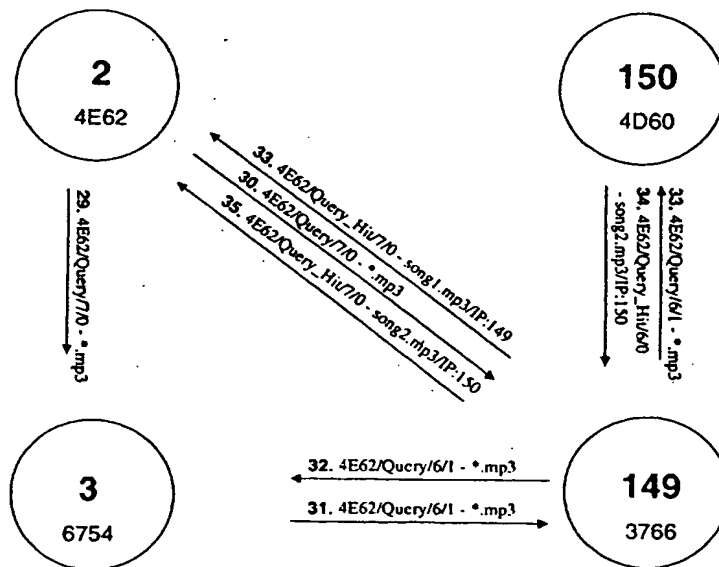 2
4E62
150
4D60
33. 4E62/Query_Hit/7/0 - song1.mp3/IP:149
30. 4E62/Query/7/0 - *.mp3
35. 4E62/Query_Hit/7/0 - song2.mp3/IP:150
29. 4E62/Query/7/0 - *.mp3
33. 4E62/Query/6/1 - *.mp3
34. 4E62/Query_Hit/6/0
- song2.mp3/IP:150
3
6754
32. 4E62/Query/6/1 - *.mp3
31. 4E62/Query/6/1 - *.mp3
149
3766